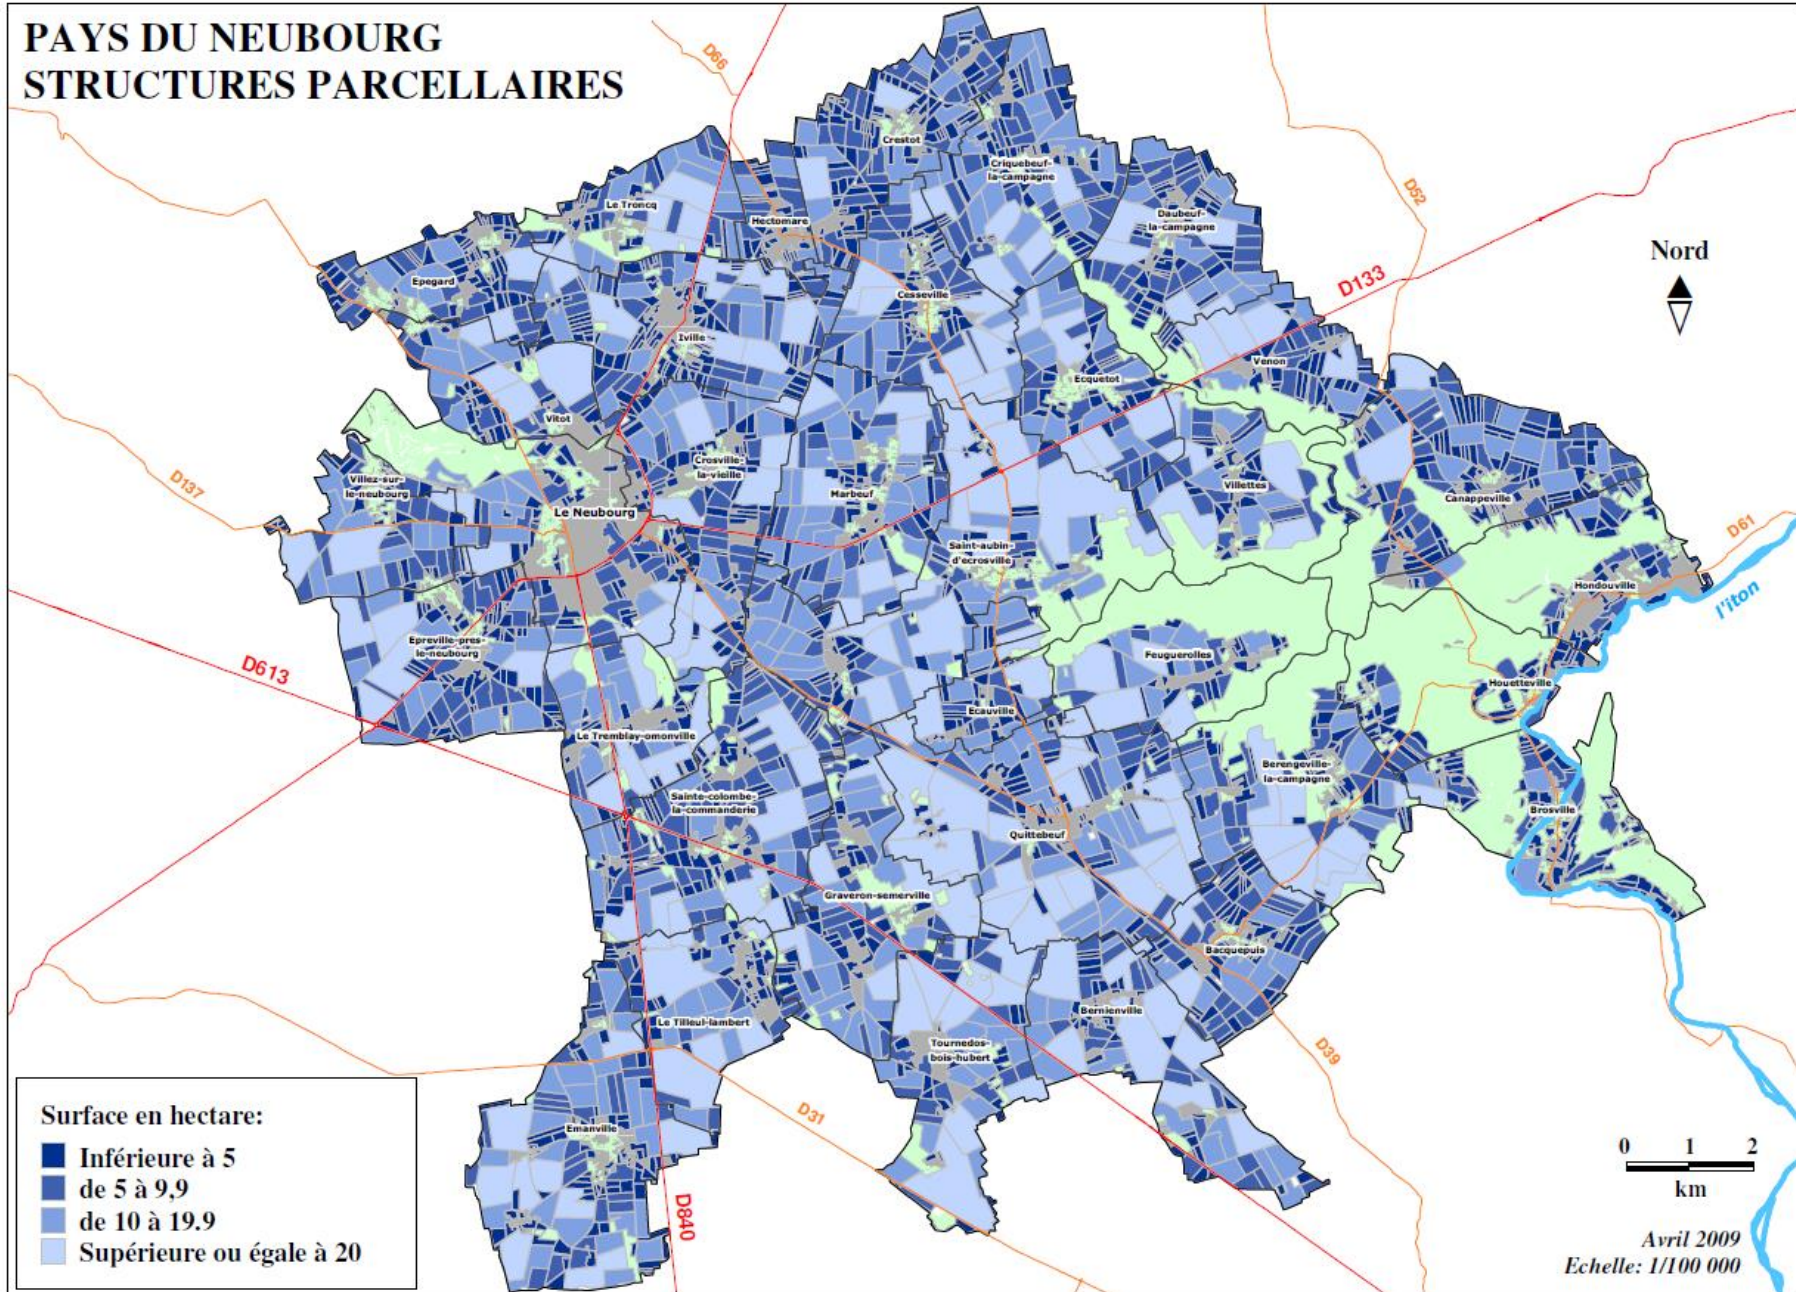 PAYS DU NEUBOURG
STRUCTURES PARCELLAIRES
D66
D52
D133
Nord
Crestot
Criquebeuf-
la-campagne
Le Troncq
Hectomare
Daubeuf-
la-campagne
Epegard
Cesseville
Iville
Venon
Ecquetot
Vitot
Crosville-
la-vieille
Villez-sur-
le-neubourg
D137
Marbeuf
Villettes
Canappeville
Le Neubourg
D61
Saint-aubin-
d'ecrosville
Hondouville
l'iton
Epreville-pres-
le-neubourg
Feuguerolles
D613
Houetteville
Ecauville
Le Tremblay-omonville
Berengeville-
la-campagne
Sainte-colombe-
la-commanderie
Brosville
Quittebeuf
Graveron-semerville
Bacquepuis
Bernienville
Le Tilleul-lambert
Tournedos-
bois-hubert
D39
D31
Emanville
D840
Surface en hectare:
Inférieure à 5
de 5 à 9,9
de 10 à 19.9
Supérieure ou égale à 20
0 1 2
km
Avril 2009
Echelle: 1/100 000